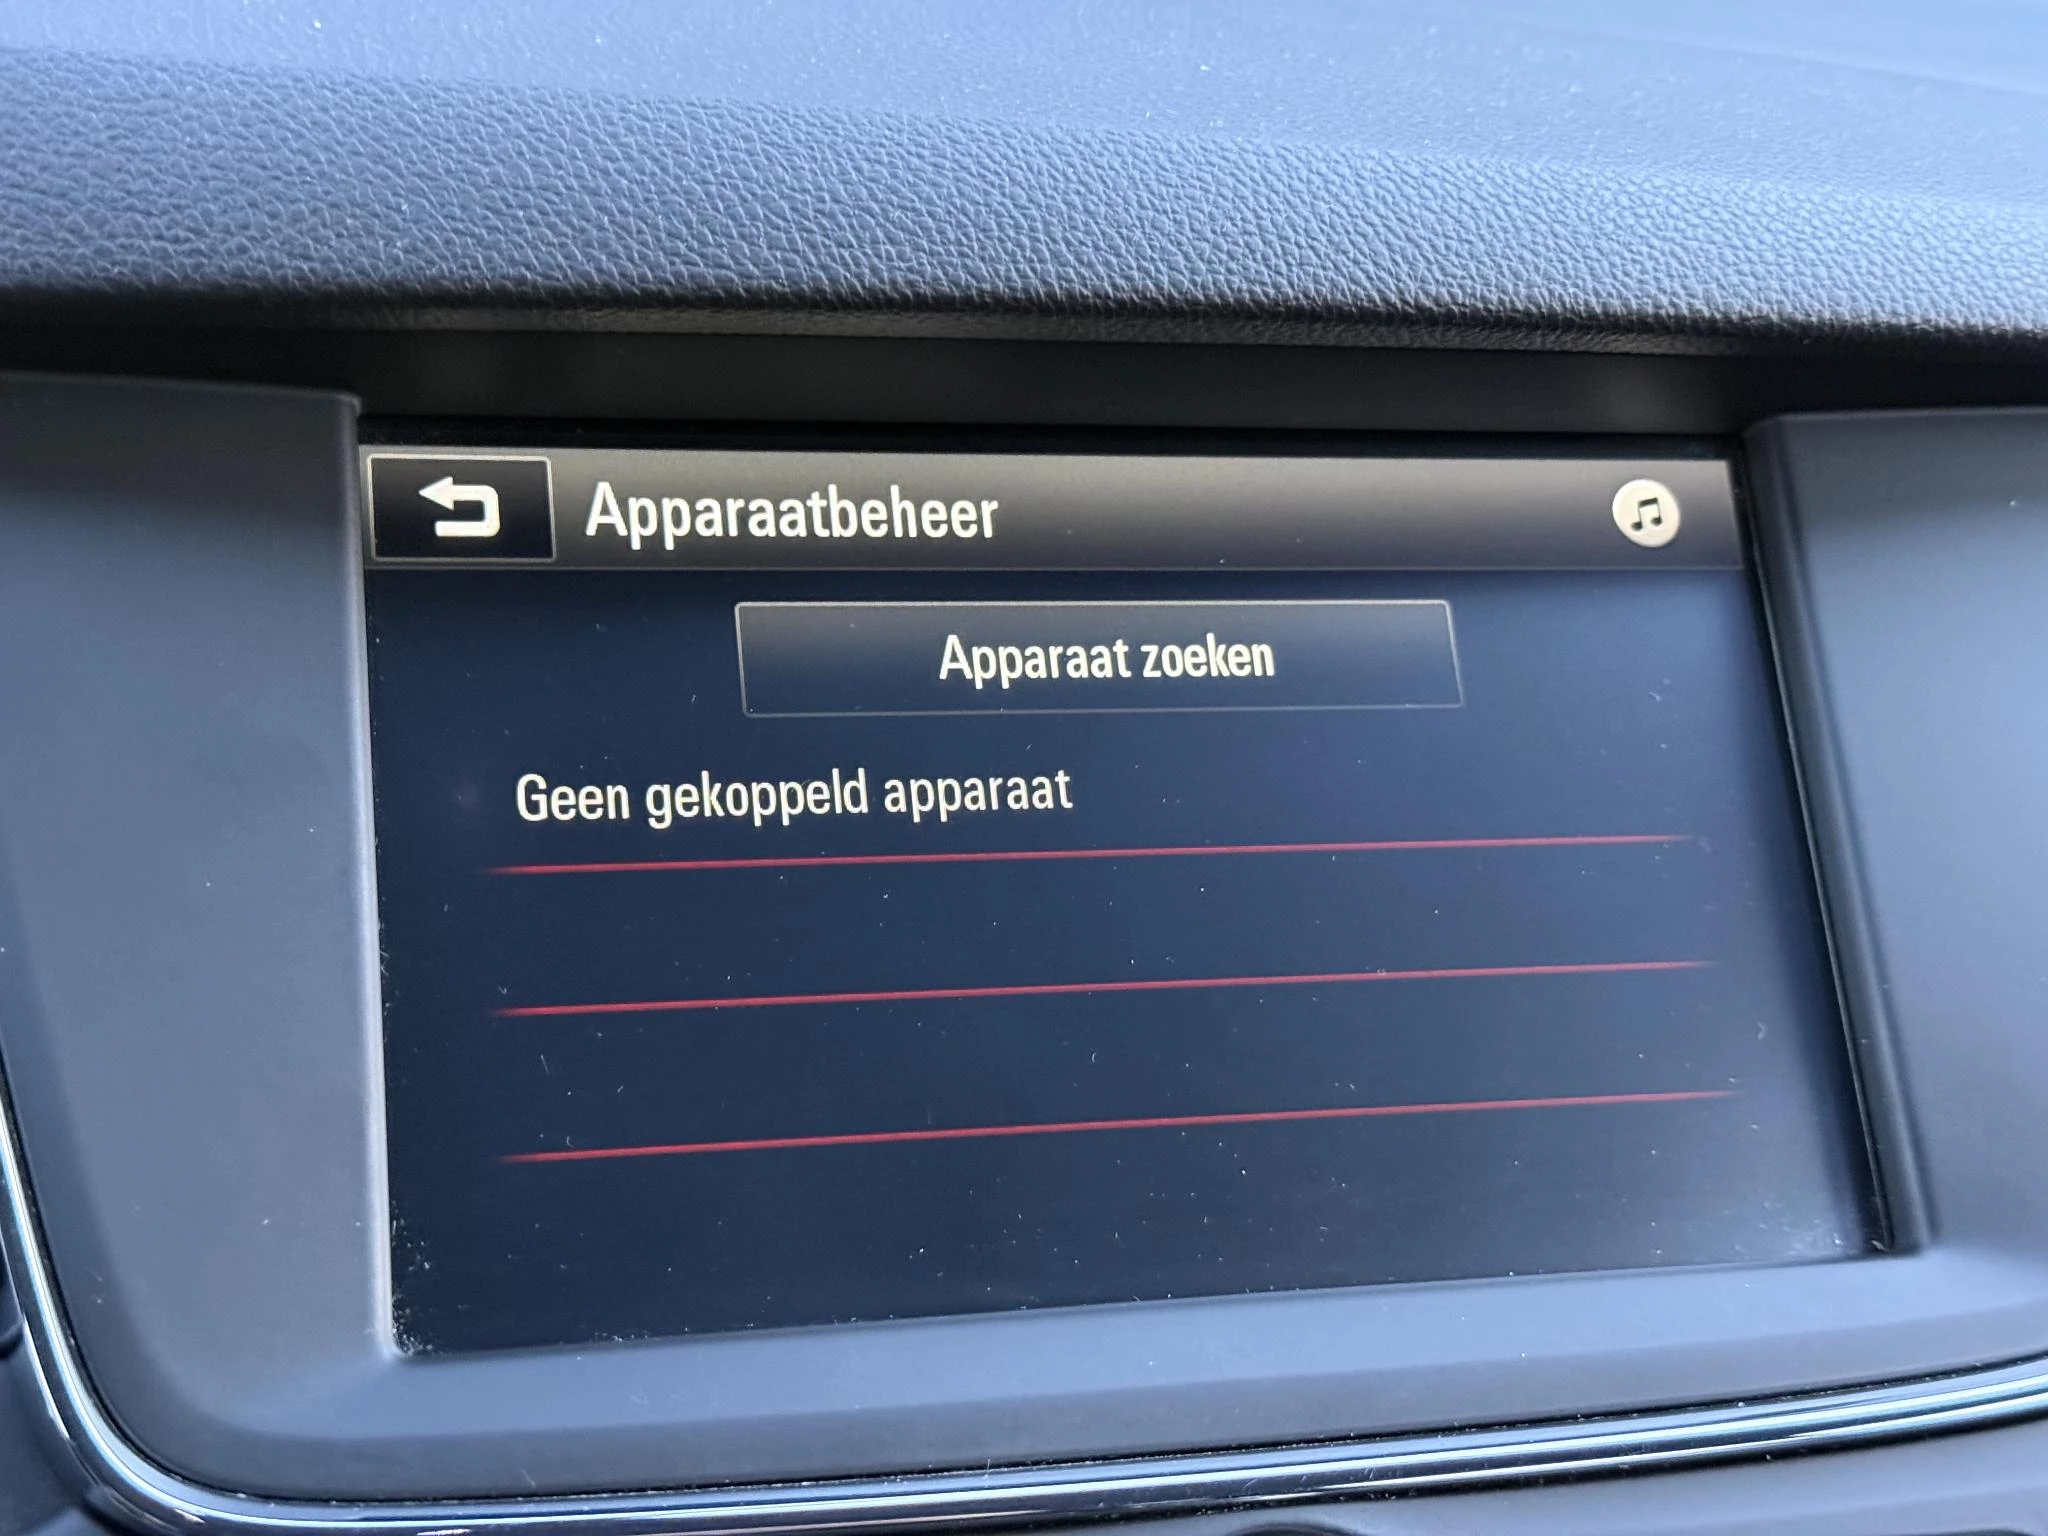 Apparaatbeheer
Apparaat zoeken
Geen gekoppeld apparaat